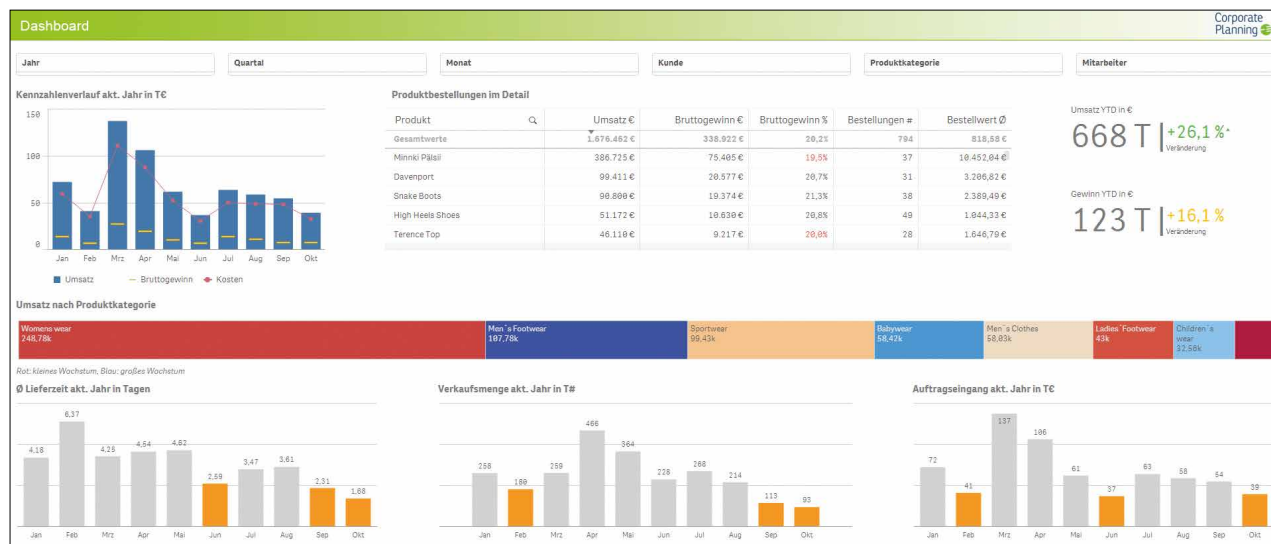 Dashboard
Corporate
Planning
Jahr
Quartal
Monat
Kunde
Produktkategorie
Mitarbeiter
Kennzahlenverlauf akt. Jahr in T€
150
100
50
0
Jan Feb Mrz Apr Mai Jun Jul Aug Sep Okt
Umsatz Bruttogewinn Kosten
Produktbestellungen im Detail
Produkt Umsatz € Bruttogewinn € Bruttogewinn % Bestellungen # Bestellwert Ø
Gesamtwerte 1.676.452 € 338.922 € 20,2% 794 818,58 €
Minnki Pälsii 386.725 € 75.405 € 19,5% 37 10.452,04 €
Davenport 99.411 € 20.577 € 20,7% 31 3.206,82 €
Snake Boots 90.800 € 19.374 € 21,3% 38 2.389,49 €
High Heels Shoes 51.172 € 10.630 € 20,8% 49 1.044,33 €
Terence Top 46.110 € 9.217 € 20,0% 28 1.646,79 €
Umsatz YTD in €
668 T
+26,1 %*
Veränderung
Gewinn YTD in €
123 T
+16,1 %
Veränderung
Umsatz nach Produktkategorie
Womens wear
248,78k
Men´s Footwear
107,78k
Sportwear
99,43k
Babywear
58,42k
Men´s Clothes
58,03k
Ladies´Footwear
43k
Children´s
wear
32,58k
Rot: kleines Wachstum, Blau: großes Wachstum
Ø Lieferzeit akt. Jahr in Tagen
4,18 6,37 4,25 4,54 4,62 2,59 3,47 3,61 2,31 1,68
Jan Feb Mrz Apr Mai Jun Jul Aug Sep Okt
Verkaufsmenge akt. Jahr in T#
258 180 259 466 364 228 268 214 113 93
Jan Feb Mrz Apr Mai Jun Jul Aug Sep Okt
Auftragseingang akt. Jahr in T€
72 41 137 106 61 37 63 58 54 39
Jan Feb Mrz Apr Mai Jun Jul Aug Sep Okt